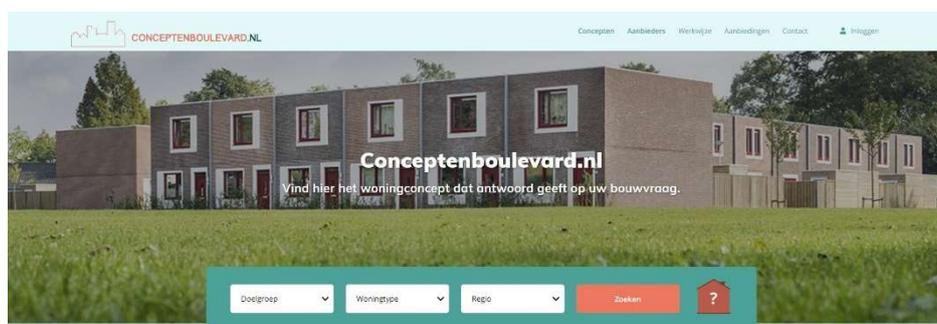 CONCEPTENBOULEVARD.NL
Concepten Aanbieders Werkwijze Aanbiedingen Contact Inloggen
Conceptenboulevard.nl
Vind hier het woningconcept dat antwoord geeft op uw bouwvraag.
Doelgroep Woningtype Regio Zoeken ?